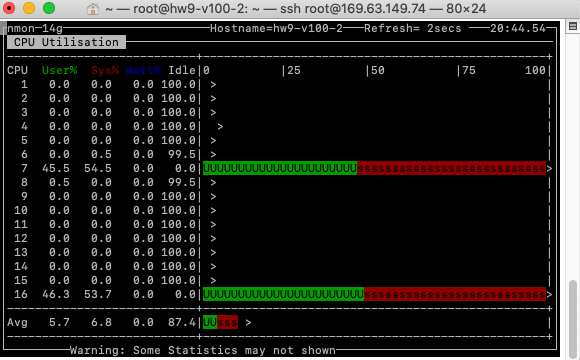 ~ — root@hw9-v100-2: ~ — ssh root@169.63.149.74 — 80×24
nmon-14g Hostname=hw9-v100-2 Refresh= 2secs 20:44.54
CPU Utilisation
CPU User% Sys% Wait% Idle|0 |25 |50 |75 100|
1 0.0 0.0 0.0 100.0| > |
2 0.0 0.0 0.0 100.0| > |
3 0.0 0.0 0.0 100.0| > |
4 0.0 0.0 0.0 100.0| > |
5 0.0 0.0 0.0 100.0| > |
6 0.0 0.5 0.0 99.5| > |
7 45.5 54.5 0.0 0.0|UUUUUUUUUUUUUUUUUUUUUUsssssssssssssssssssssssssss>
8 0.5 0.0 0.0 99.5| > |
9 0.0 0.0 0.0 100.0| > |
10 0.0 0.0 0.0 100.0| > |
11 0.0 0.0 0.0 100.0| > |
12 0.0 0.0 0.0 100.0| > |
13 0.0 0.0 0.0 100.0| > |
14 0.0 0.0 0.0 100.0| > |
15 0.0 0.0 0.0 100.0| > |
16 46.3 53.7 0.0 0.0|UUUUUUUUUUUUUUUUUUUUUUUssssssssssssssssssssssssss>
Avg 5.7 6.8 0.0 87.4|UUsss > |
Warning: Some Statistics may not shown